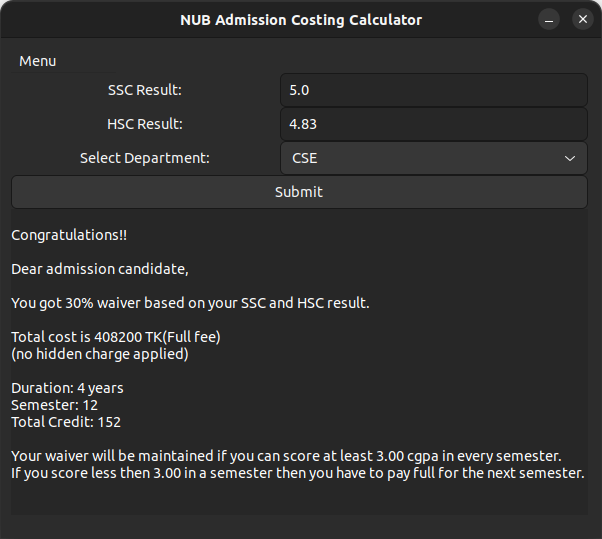 NUB Admission Costing Calculator
Menu
SSC Result:
5.0
HSC Result:
4.83
Select Department:
CSE
Submit
Congratulations!!
Dear admission candidate,
You got 30% waiver based on your SSC and HSC result.
Total cost is 408200 TK(Full fee)
(no hidden charge applied)
Duration: 4 years
Semester: 12
Total Credit: 152
Your waiver will be maintained if you can score at least 3.00 cgpa in every semester.
If you score less then 3.00 in a semester then you have to pay full for the next semester.